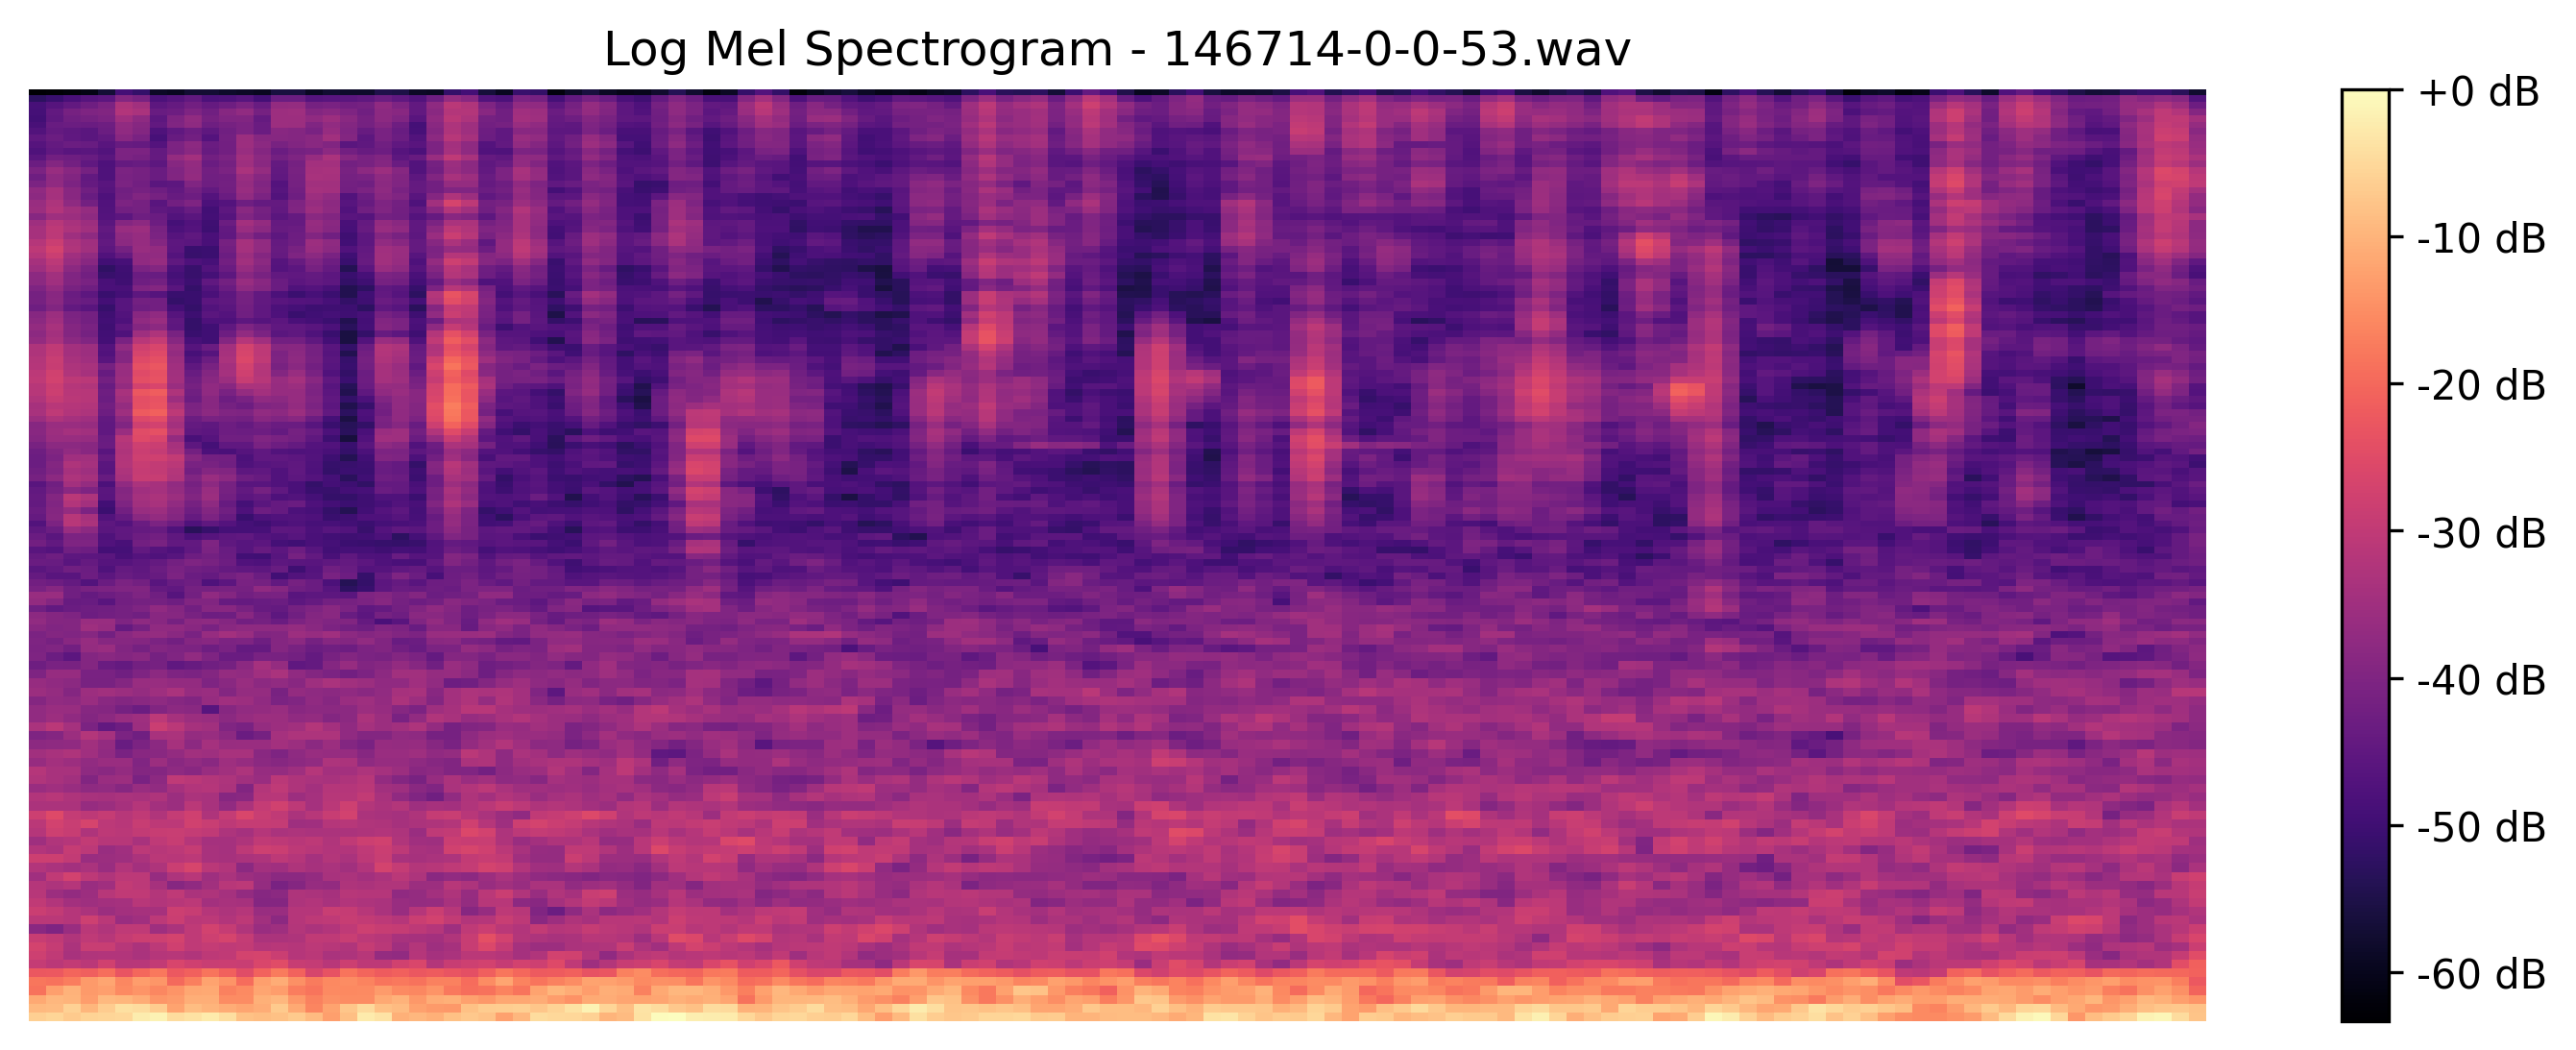 Log Mel Spectrogram - 146714-0-0-53.wav
+0 dB
-10 dB
-20 dB
-30 dB
-40 dB
-50 dB
-60 dB